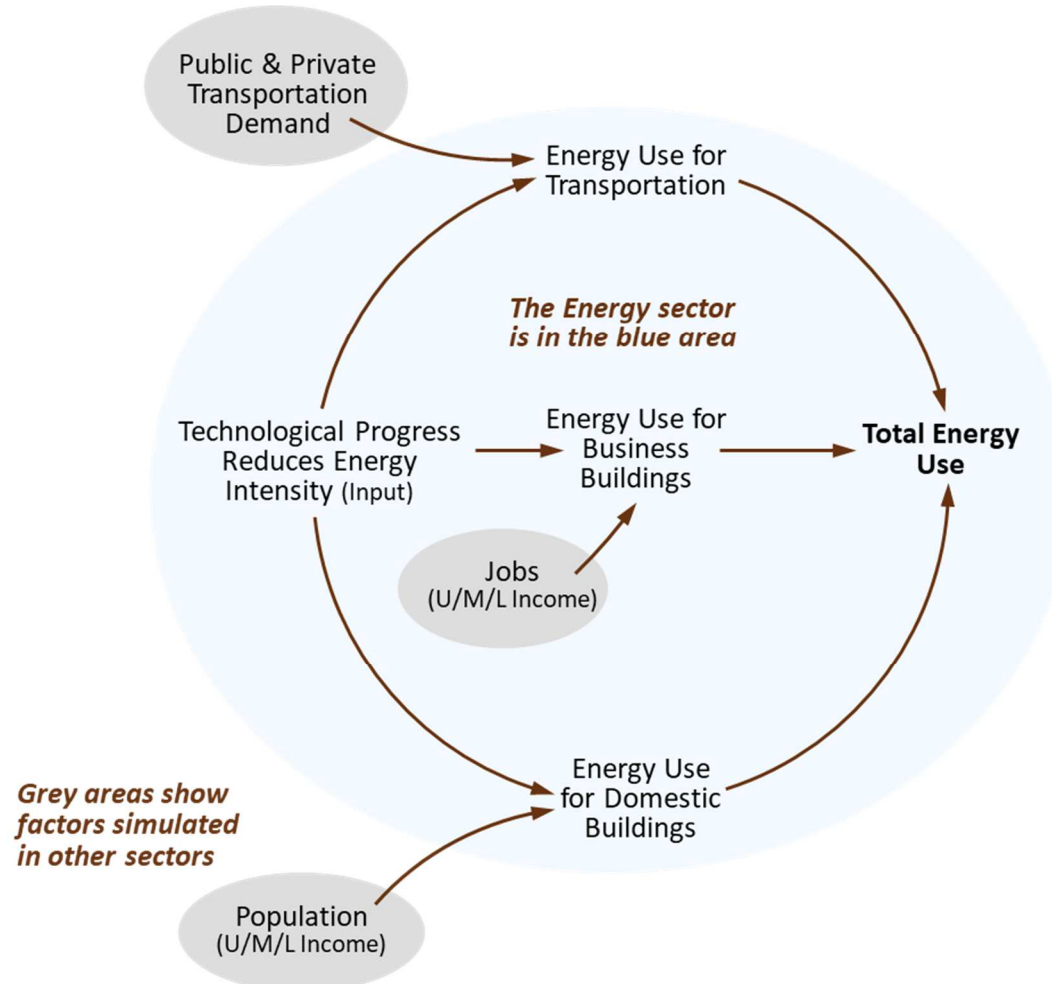 Public & Private
Transportation
Demand
Energy Use for
Transportation
The Energy sector
is in the blue area
Technological Progress
Reduces Energy
Intensity (Input)
Energy Use for
Business
Buildings
Total Energy
Use
Jobs
(U/M/L Income)
Energy Use
for Domestic
Buildings
Grey areas show
factors simulated
in other sectors
Population
(U/M/L Income)